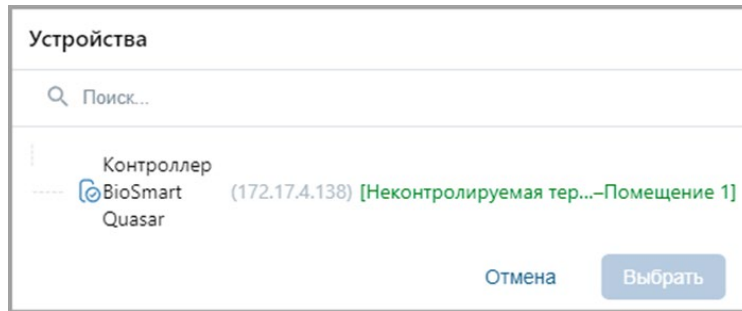 Устройства
Поиск...
Контроллер
BioSmart (172.17.4.138) [Неконтролируемая тер...–Помещение 1]
Quasar
Отмена Выбрать